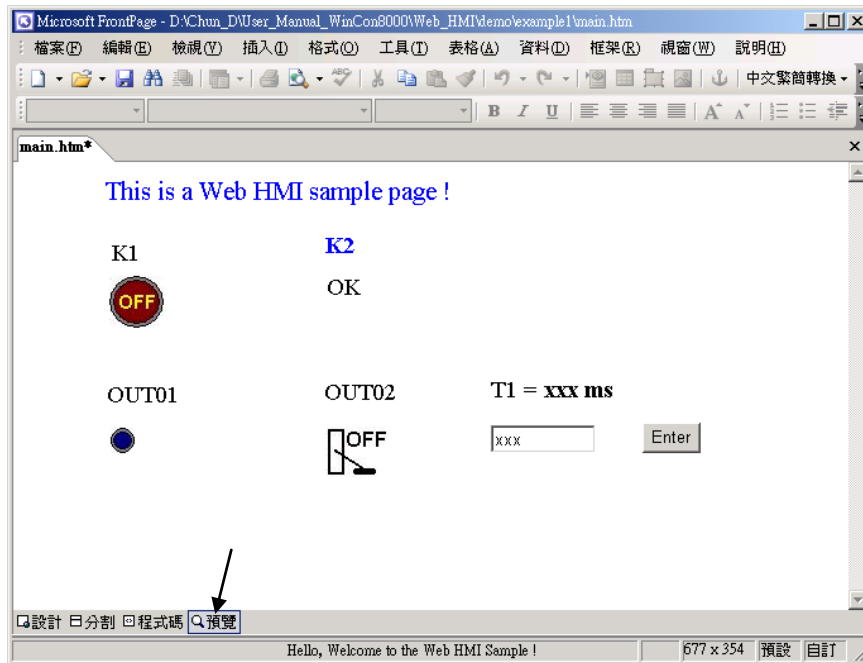 Microsoft FrontPage - D:\Chun_D\User_Manual_WinCon8000\Web_HMI\demo\example1\main.htm
檔案(F) 編輯(E) 檢視(V) 插入(I) 格式(O) 工具(T) 表格(A) 資料(D) 框架(R) 視窗(W) 說明(H)
ABC 中文繁簡轉換
B I U A A
main.htm*
This is a Web HMI sample page !
K1 K2
OFF OK
OUT01 OUT02 T1 = xxx ms
OFF xxx Enter
設計 分割 程式碼 預覽
Hello, Welcome to the Web HMI Sample ! 677 x 354 預設 自訂